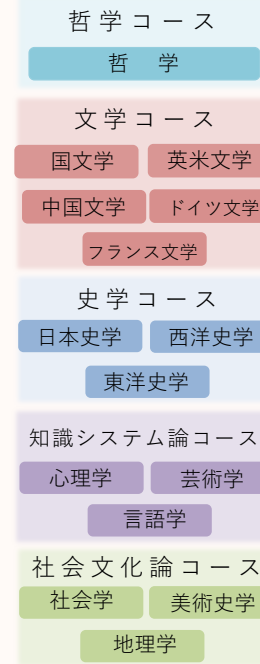 哲学コース
哲　学
文学コース
国文学　英米文学
中国文学　ドイツ文学
フランス文学
史学コース
日本史学　西洋史学
東洋史学
知識システム論コース
心理学　芸術学
言語学
社会文化論コース
社会学　美術史学
地理学